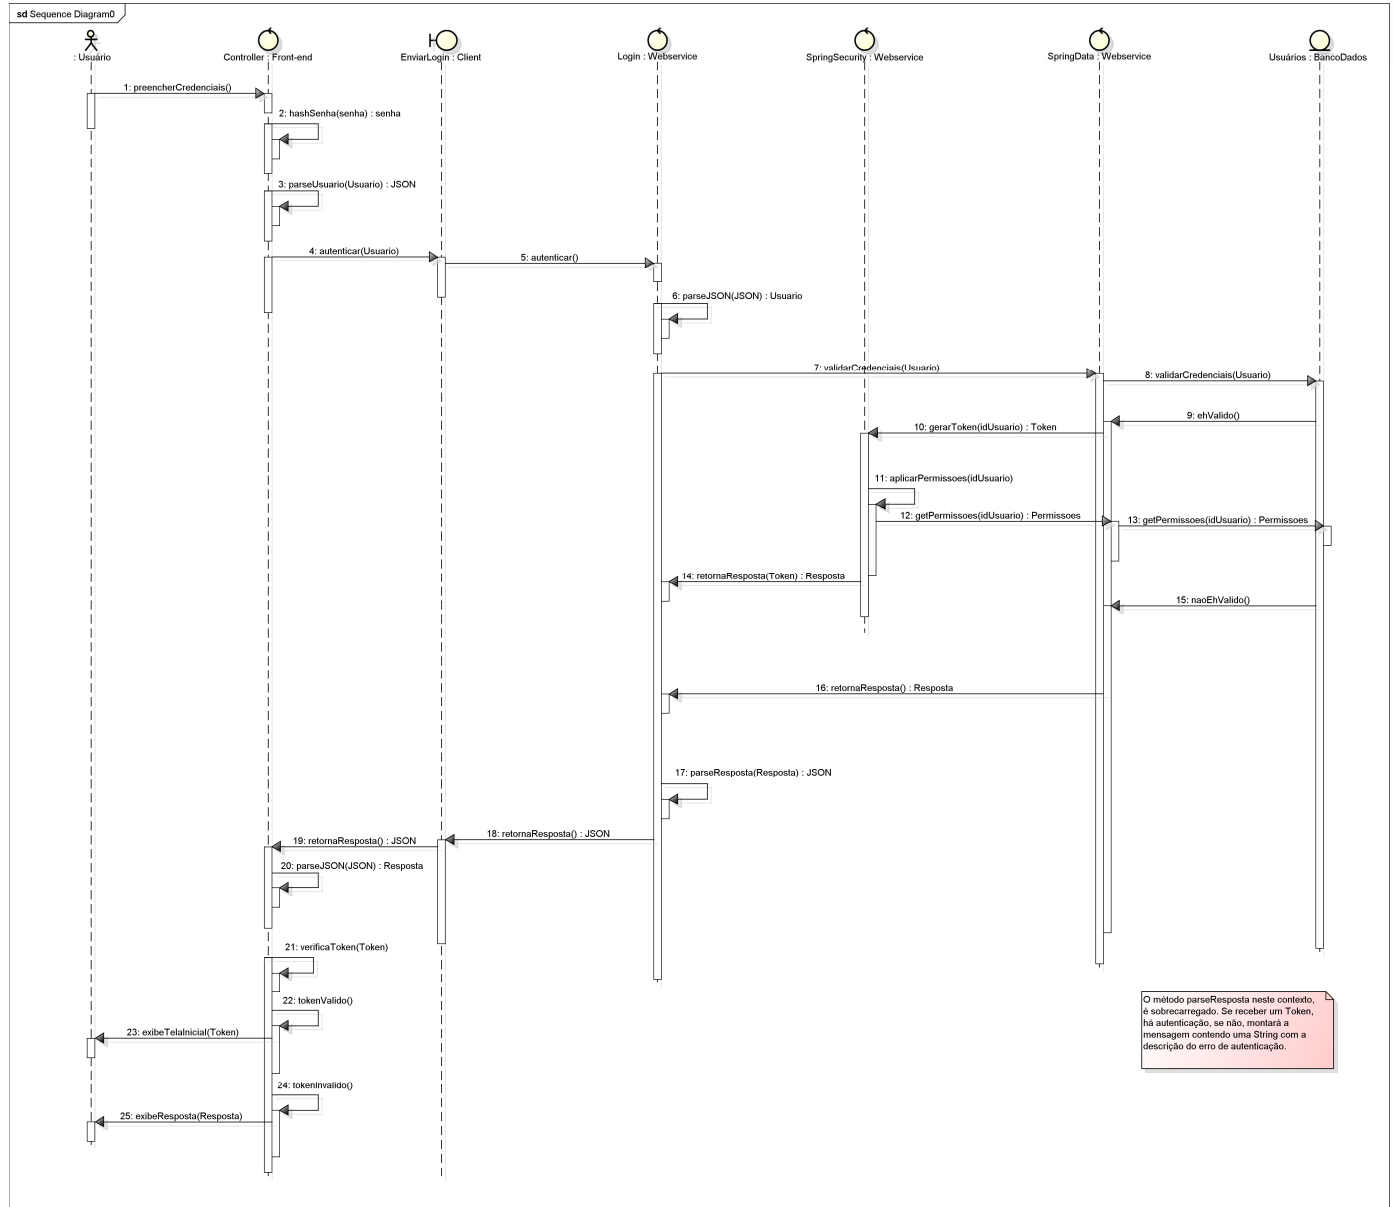 sd Sequence Diagram0
: Usuário
Controller : Front-end
EnviarLogin : Client
Login : Webservice
SpringSecurity : Webservice
SpringData : Webservice
Usuários : BancoDados
1: preencherCredenciais()
2: hashSenha(senha) : senha
3: parseUsuario(Usuario) : JSON
4: autenticar(Usuario)
5: autenticar()
6: parseJSON(JSON) : Usuario
7: validarCredenciais(Usuario)
8: validarCredenciais(Usuario)
9: ehValido()
10: gerarToken(idUsuario) : Token
11: aplicarPermissoes(idUsuario)
12: getPermissoes(idUsuario) : Permissoes
13: getPermissoes(idUsuario) : Permissoes
14: retornaResposta(Token) : Resposta
15: naoEhValido()
16: retornaResposta() : Resposta
17: parseResposta(Resposta) : JSON
18: retornaResposta() : JSON
19: retornaResposta() : JSON
20: parseJSON(JSON) : Resposta
21: verificaToken(Token)
22: tokenValido()
23: exibeTelaInicial(Token)
24: tokenInvalido()
25: exibeResposta(Resposta)
O método parseResposta neste contexto,
é sobrecarregado. Se receber um Token,
há autenticação, se não, montará a
mensagem contendo uma String com a
descrição do erro de autenticação.